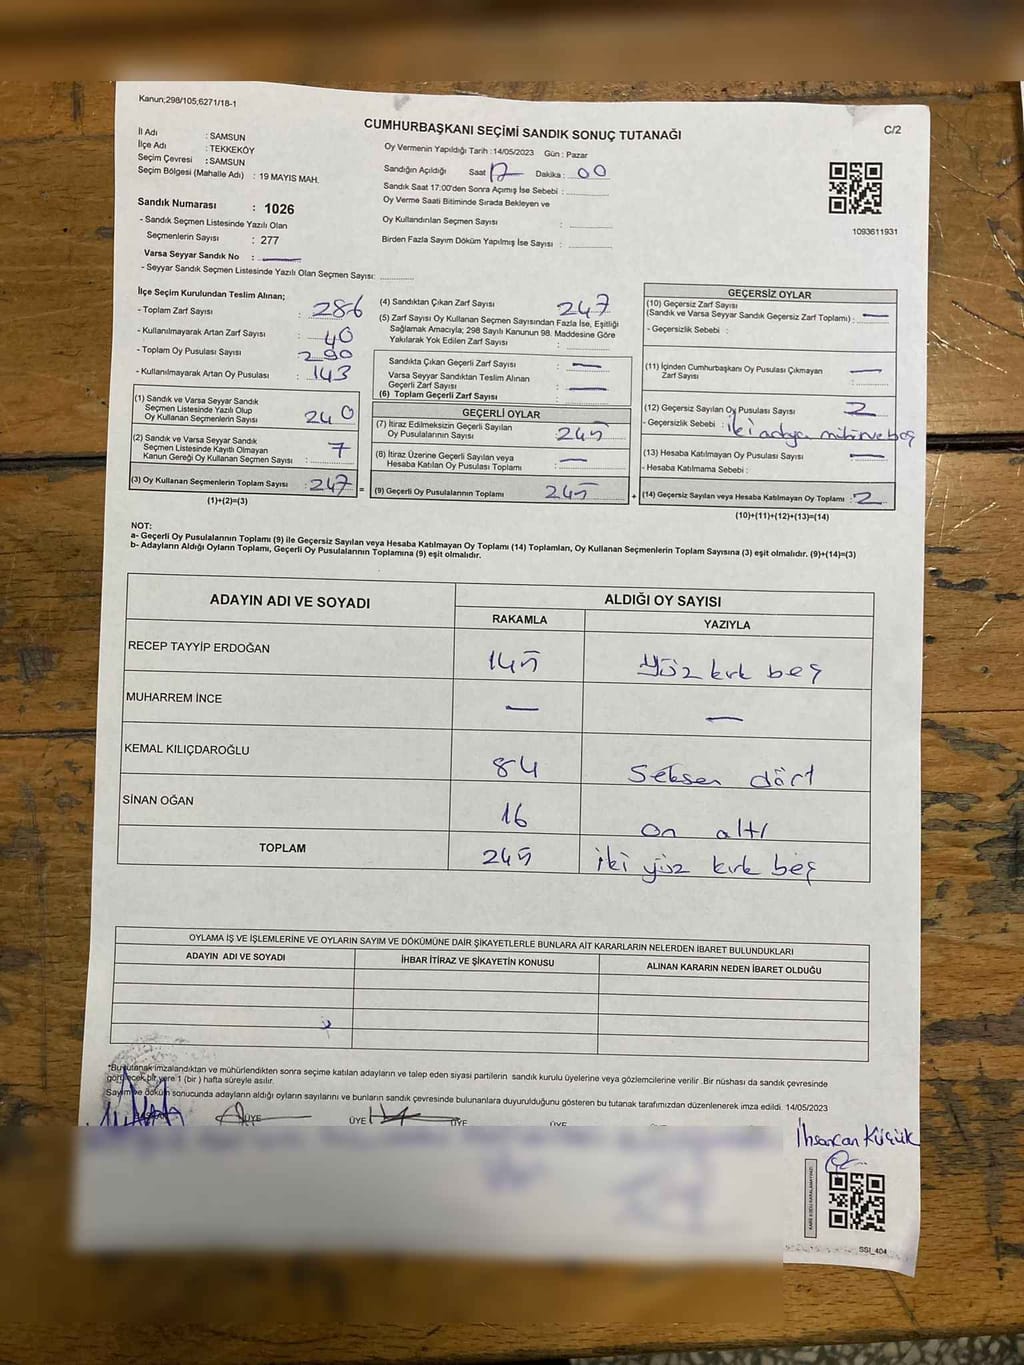 Kanun;298/105;6271/18-1
CUMHURBAŞKANI SEÇİMİ SANDIK SONUÇ TUTANAĞI
C/2
İl Adı : SAMSUN
İlçe Adı : TEKKEKÖY
Seçim Çevresi : SAMSUN
Seçim Bölgesi (Mahalle Adı) : 19 MAYIS MAH.
Sandık Numarası : 1026
- Sandık Seçmen Listesinde Yazılı Olan
Seçmenlerin Sayısı : 277
Varsa Seyyar Sandık No : —
- Seyyar Sandık Seçmen Listesinde Yazılı Olan Seçmen Sayısı:
Oy Vermenin Yapıldığı Tarih : 14/05/2023 Gün : Pazar
Sandığın Açıldığı Saat 17 Dakika : 00
Sandık Saat 17:00'den Sonra Açımış İse Sebebi :
Oy Verme Saati Bitiminde Sırada Bekleyen ve
Oy Kullandırılan Seçmen Sayısı :
Birden Fazla Sayım Döküm Yapılmış İse Sayısı :
1093611931
İlçe Seçim Kurulundan Teslim Alınan;
- Toplam Zarf Sayısı : 286
- Kullanılmayarak Artan Zarf Sayısı : 40
- Toplam Oy Pusulası Sayısı : 290
- Kullanılmayarak Artan Oy Pusulası : 143
(1) Sandık ve Varsa Seyyar Sandık
Seçmen Listesinde Yazılı Olup
Oy Kullanan Seçmenlerin Sayısı : 240
(2) Sandık ve Varsa Seyyar Sandık
Seçmen Listesinde Kayıtlı Olmayan
Kanun Gereği Oy Kullanan Seçmen Sayısı : 7
(3) Oy Kullanan Seçmenlerin Toplam Sayısı : 247 =
(1)+(2)=(3)
(4) Sandıktan Çıkan Zarf Sayısı : 247
(5) Zarf Sayısı Oy Kullanan Seçmen Sayısından Fazla İse, Eşitliği
Sağlamak Amacıyla; 298 Sayılı Kanunun 98. Maddesine Göre
Yakılarak Yok Edilen Zarf Sayısı :
Sandıkta Çıkan Geçerli Zarf Sayısı : —
Varsa Seyyar Sandıktan Teslim Alınan
Geçerli Zarf Sayısı : —
(6) Toplam Geçerli Zarf Sayısı :
GEÇERLİ OYLAR
(7) İtiraz Edilmeksizin Geçerli Sayılan
Oy Pusulalarının Sayısı : 245
(8) İtiraz Üzerine Geçerli Sayılan veya
Hesaba Katılan Oy Pusulası Toplamı : —
(9) Geçerli Oy Pusulalarının Toplamı : 245 +
GEÇERSİZ OYLAR
(10) Geçersiz Zarf Sayısı
(Sandık ve Varsa Seyyar Sandık Geçersiz Zarf Toplamı) : —
- Geçersizlik Sebebi :
(11) İçinden Cumhurbaşkanı Oy Pusulası Çıkmayan
Zarf Sayısı : —
(12) Geçersiz Sayılan Oy Pusulası Sayısı : 2
- Geçersizlik Sebebi : İki adaya mühür ve boş
(13) Hesaba Katılmayan Oy Pusulası Sayısı : —
- Hesaba Katılmama Sebebi :
(14) Geçersiz Sayılan veya Hesaba Katılmayan Oy Toplamı : 2
(10)+(11)+(12)+(13)=(14)
NOT:
a- Geçerli Oy Pusulalarının Toplamı (9) ile Geçersiz Sayılan veya Hesaba Katılmayan Oy Toplamı (14) Toplamları, Oy Kullanan Seçmenlerin Toplam Sayısına (3) eşit olmalıdır. (9)+(14)=(3)
b- Adayların Aldığı Oyların Toplamı, Geçerli Oy Pusulalarının Toplamına (9) eşit olmalıdır.
ADAYIN ADI VE SOYADI
ALDIĞI OY SAYISI
RAKAMLA YAZIYLA
RECEP TAYYİP ERDOĞAN 145 Yüz kırk beş
MUHARREM İNCE — —
KEMAL KILIÇDAROĞLU 84 Seksen dört
SİNAN OĞAN 16 on altı
TOPLAM 245 iki yüz kırk beş
OYLAMA İŞ VE İŞLEMLERİNE VE OYLARIN SAYIM VE DÖKÜMÜNE DAİR ŞİKAYETLERLE BUNLARA AİT KARARLARIN NELERDEN İBARET BULUNDUKLARI
ADAYIN ADI VE SOYADI İHBAR İTİRAZ VE ŞİKAYETİN KONUSU ALINAN KARARIN NEDEN İBARET OLDUĞU
*Bu tutanak imzalandıktan ve mühürlendikten sonra seçime katılan adayların ve talep eden siyasi partilerin sandık kurulu üyelerine veya gözlemcilerine verilir .Bir nüshası da sandık çevresinde
görülecek bir yere 1 (bir ) hafta süreyle asılır.
Sayım ve döküm sonucunda adayların aldığı oyların sayılarını ve bunların sandık çevresinde bulunanlara duyurulduğunu gösteren bu tutanak tarafımızdan düzenlenerek imza edildi. 14/05/2023
ÜYE ÜYE ÜYE ÜYE ÜYE
İhsancan Küçük
SSI_404